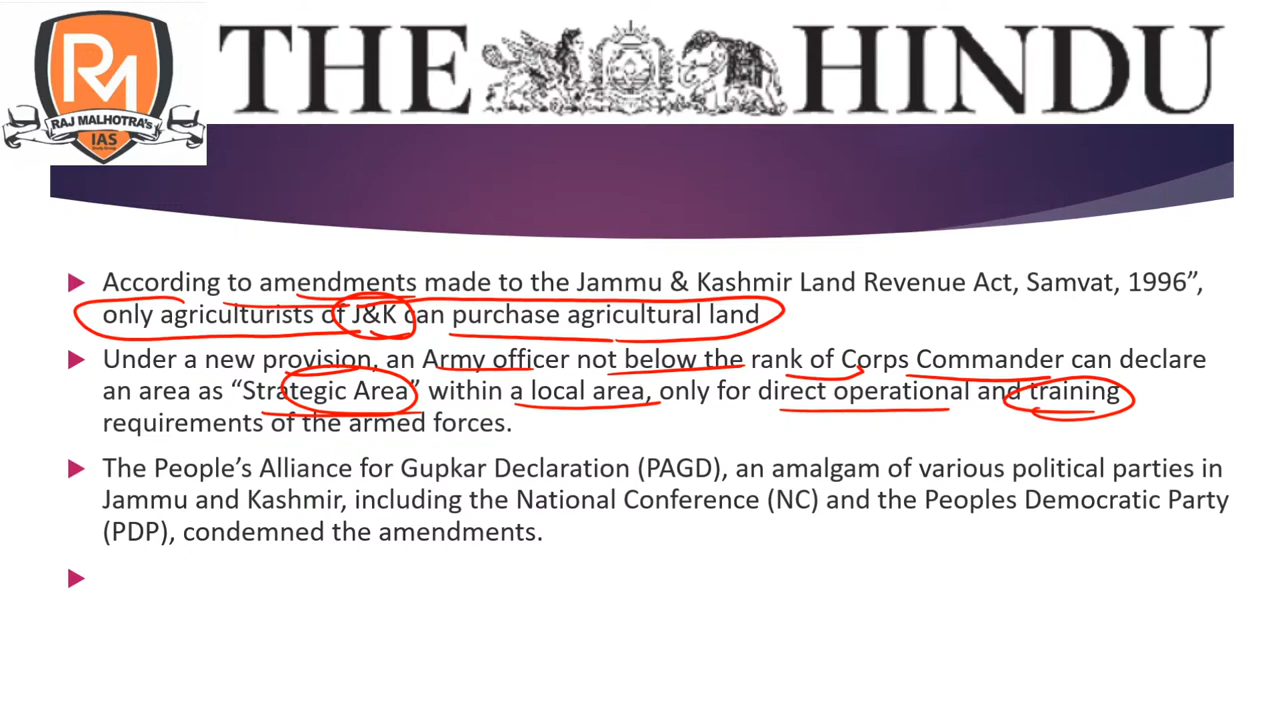 RM
RAJ MALHOTRA'S
IAS
Study Group
THE HINDU
According to amendments made to the Jammu & Kashmir Land Revenue Act, Samvat, 1996”,
only agriculturists of J&K can purchase agricultural land
Under a new provision, an Army officer not below the rank of Corps Commander can declare
an area as “Strategic Area” within a local area, only for direct operational and training
requirements of the armed forces.
The People’s Alliance for Gupkar Declaration (PAGD), an amalgam of various political parties in
Jammu and Kashmir, including the National Conference (NC) and the Peoples Democratic Party
(PDP), condemned the amendments.